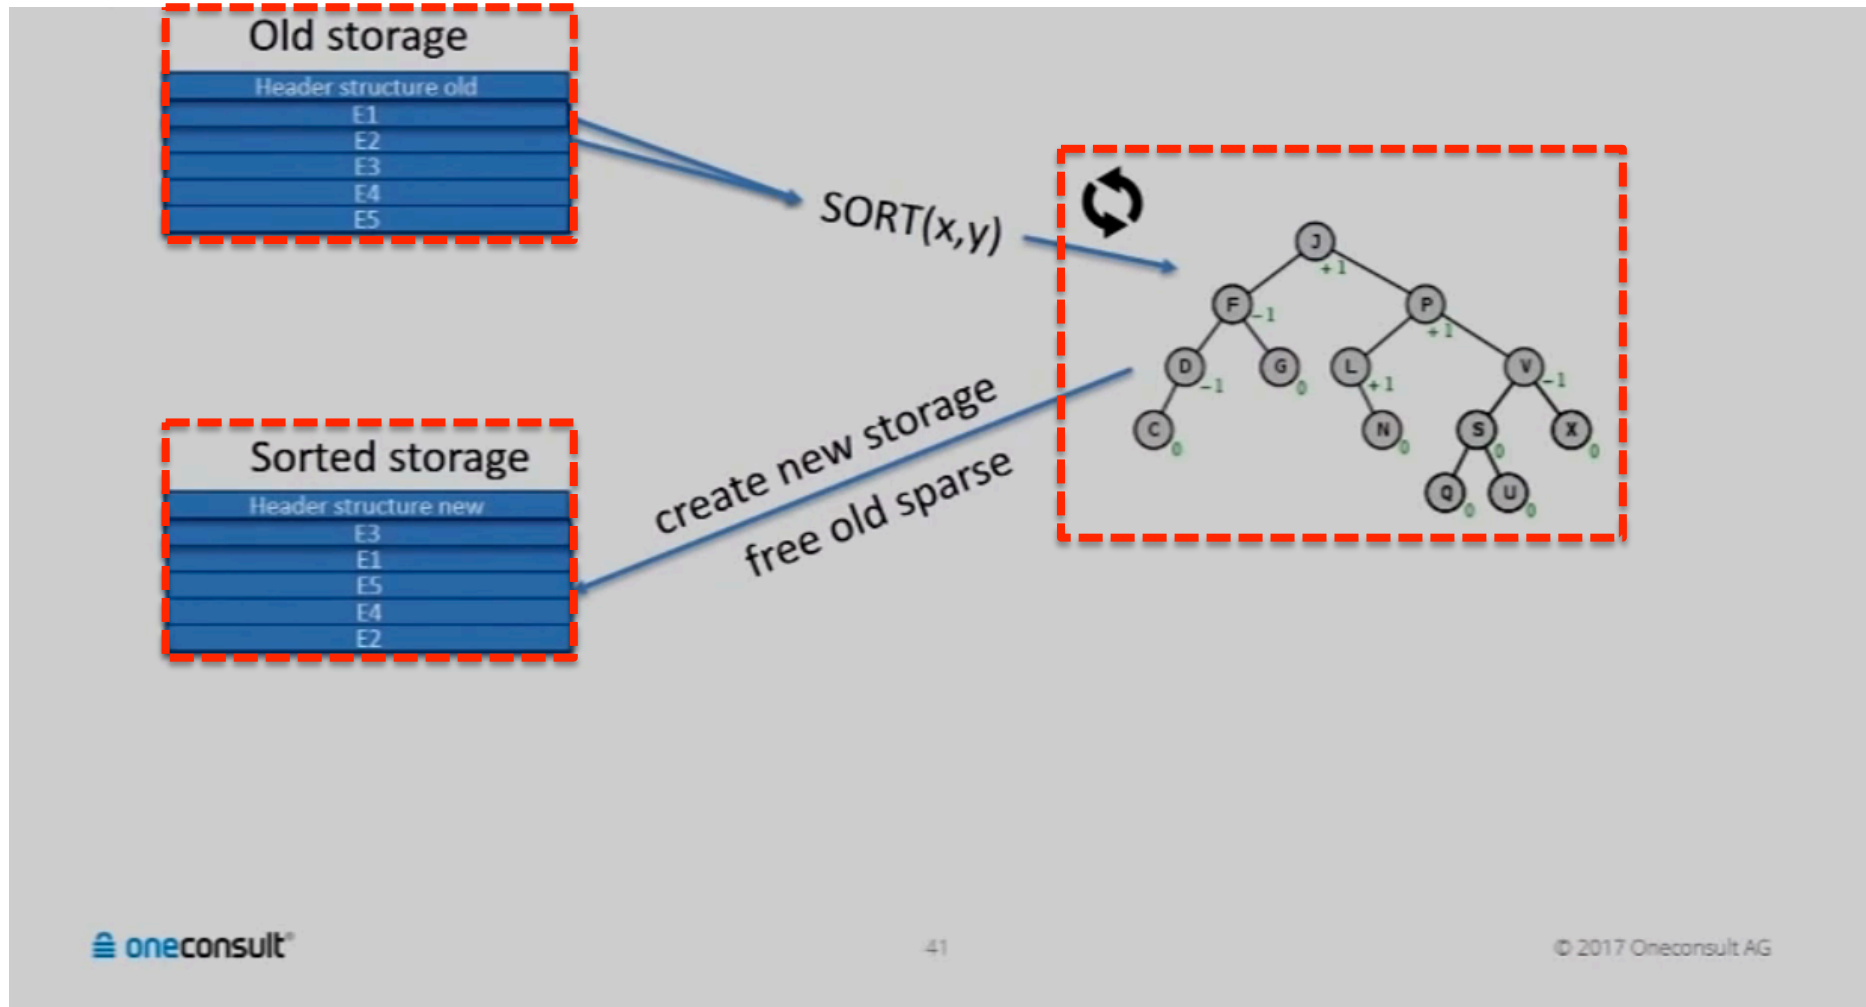 Old storage
Header structure old
E1
E2
E3
E4
E5
SORT(x,y)
J
+1
F
-1
P
+1
D
-1
G
0
L
+1
V
-1
C
0
N
0
S
0
X
0
Q
0
U
0
create new storage
free old sparse
Sorted storage
Header structure new
E3
E1
E5
E4
E2
oneconsult®
41
© 2017 Oneconsult AG